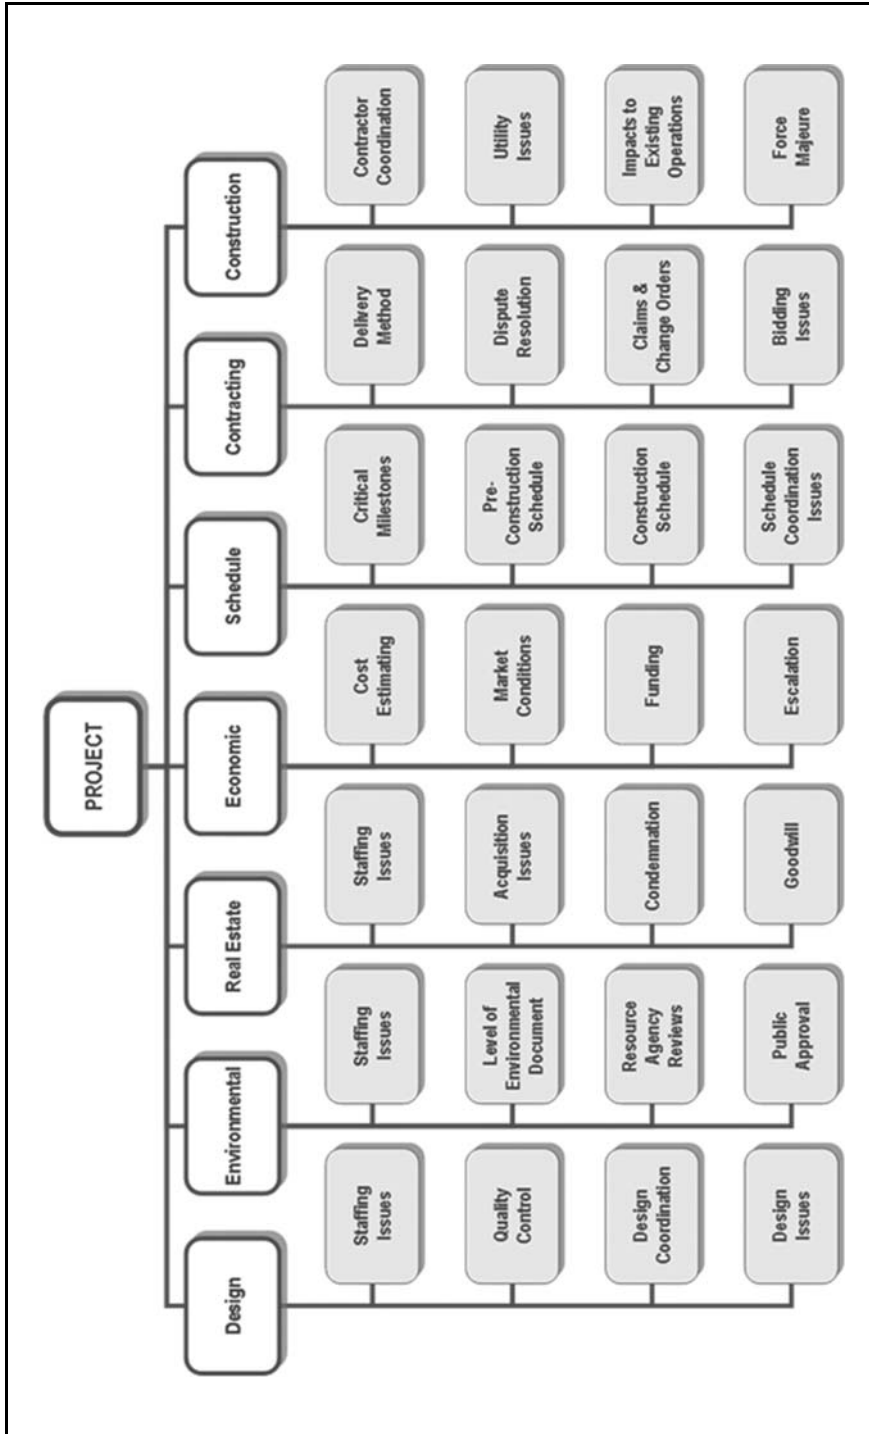 PROJECT
Design
Environmental
Real Estate
Economic
Schedule
Contracting
Construction
Staffing
Issues
Quality
Control
Design
Coordination
Design
Issues
Staffing
Issues
Level of
Environmental
Document
Resource
Agency
Reviews
Public
Approval
Staffing
Issues
Acquisition
Issues
Condemnation
Goodwill
Cost
Estimating
Market
Conditions
Funding
Escalation
Critical
Milestones
Pre-
Construction
Schedule
Construction
Schedule
Schedule
Coordination
Issues
Delivery
Method
Dispute
Resolution
Claims &
Change Orders
Bidding
Issues
Contractor
Coordination
Utility
Issues
Impacts to
Existing
Operations
Force
Majeure